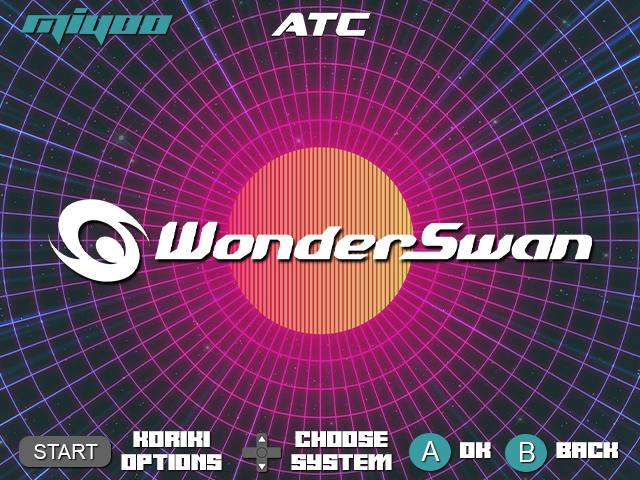 miyoo
ATC
WonderSwan
START
KORIKI
OPTIONS
CHOOSE
SYSTEM
A OK
B BACK